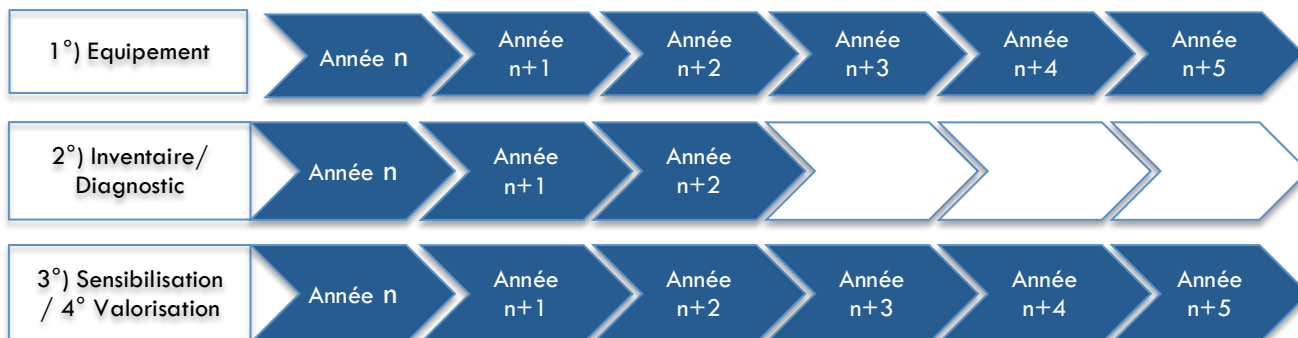 1°) Equipement
Année n
Année
n+1
Année
n+2
Année
n+3
Année
n+4
Année
n+5
2°) Inventaire/
Diagnostic
Année n
Année
n+1
Année
n+2
3°) Sensibilisation
/ 4° Valorisation
Année n
Année
n+1
Année
n+2
Année
n+3
Année
n+4
Année
n+5